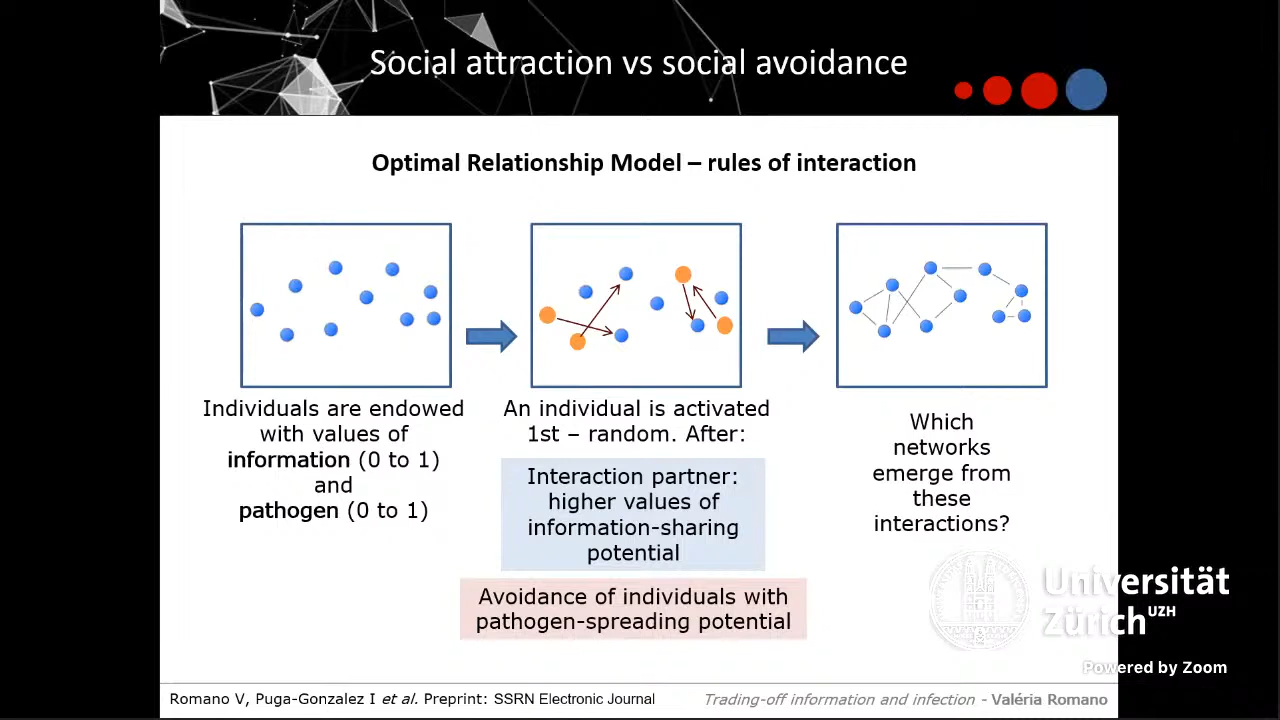 Social attraction vs social avoidance
Optimal Relationship Model – rules of interaction
Individuals are endowed
with values of
information (0 to 1)
and
pathogen (0 to 1)
An individual is activated
1st – random. After:
Interaction partner:
higher values of
information-sharing
potential
Avoidance of individuals with
pathogen-spreading potential
Which
networks
emerge from
these
interactions?
Universität
Zürich UZH
Powered by Zoom
Romano V, Puga-Gonzalez I et al. Preprint: SSRN Electronic Journal
Trading-off information and infection - Valéria Romano